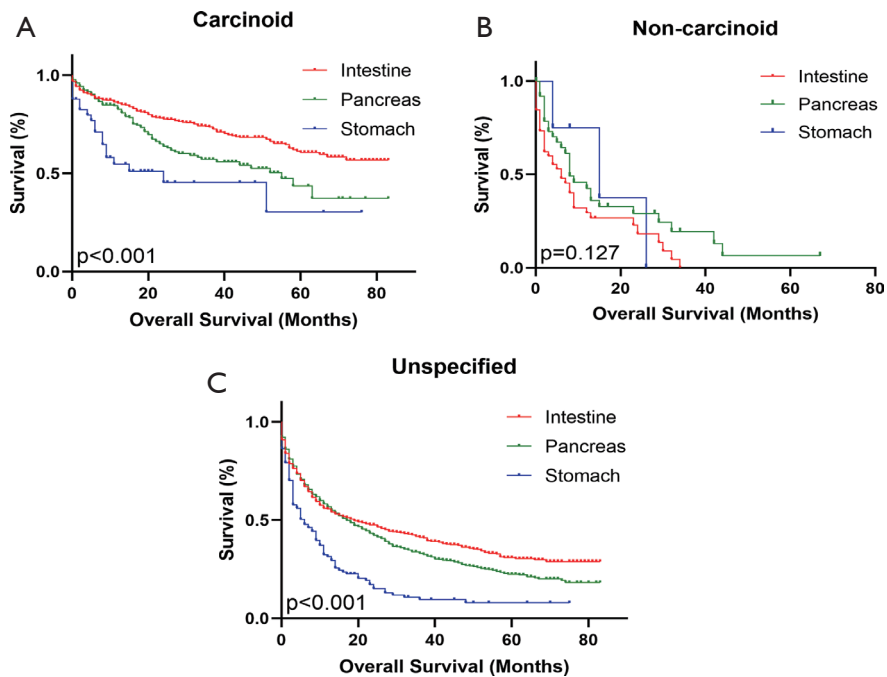 A
Carcinoid
Survival (%)
1.0
0.5
0.0
Intestine
Pancreas
Stomach
p<0.001
0 20 40 60 80
Overall Survival (Months)
B
Non-carcinoid
Survival (%)
1.0
0.5
0.0
Intestine
Pancreas
Stomach
p=0.127
0 20 40 60 80
Overall Survival (Months)
C
Unspecified
Survival (%)
1.0
0.5
0.0
Intestine
Pancreas
Stomach
p<0.001
0 20 40 60 80
Overall Survival (Months)